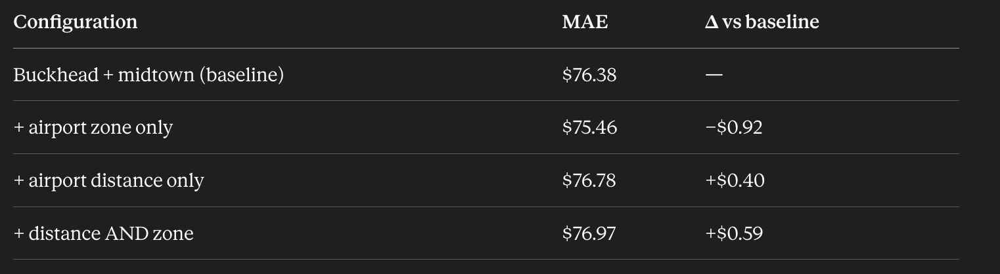 Configuration MAE Δ vs baseline
Buckhead + midtown (baseline) $76.38 —
+ airport zone only $75.46 −$0.92
+ airport distance only $76.78 +$0.40
+ distance AND zone $76.97 +$0.59